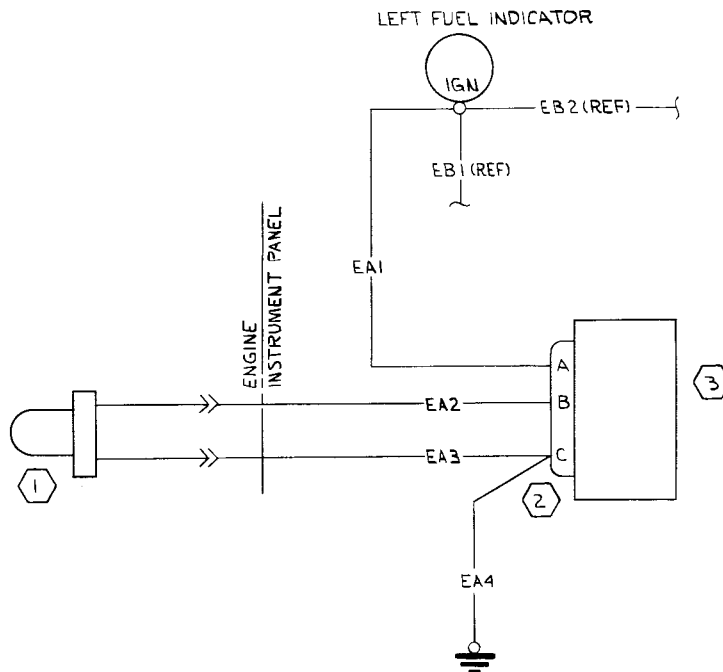 LEFT FUEL INDICATOR
IGN
EB2(REF)
EB1(REF)
EA1
ENGINE
INSTRUMENT PANEL
A
B
C
EA2
EA3
EA4
1
2
3